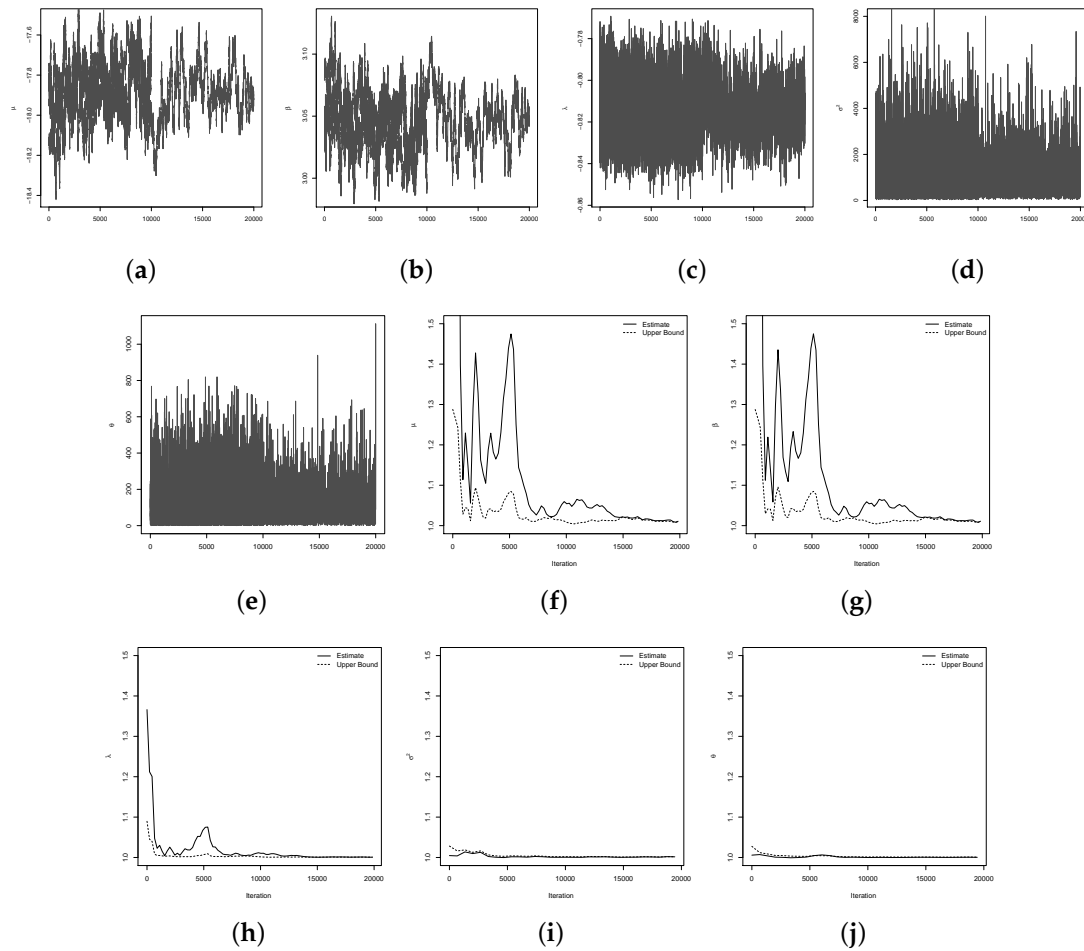 −17.6
−17.8
−18.0
−18.2
−18.4
μ
0 5000 10000 15000 20000
(a)
3.10
3.05
3.00
β
0 5000 10000 15000 20000
(b)
−0.78
−0.80
−0.82
−0.84
−0.86
λ
0 5000 10000 15000 20000
(c)
8000
6000
4000
2000
0
σ²
0 5000 10000 15000 20000
(d)
1000
800
600
400
200
0
θ
0 5000 10000 15000 20000
(e)
1.5
1.4
1.3
1.2
1.1
1.0
μ
Estimate
Upper Bound
0 5000 10000 15000 20000
Iteration
(f)
1.5
1.4
1.3
1.2
1.1
1.0
β
Estimate
Upper Bound
0 5000 10000 15000 20000
Iteration
(g)
1.5
1.4
1.3
1.2
1.1
1.0
λ
Estimate
Upper Bound
0 5000 10000 15000 20000
Iteration
(h)
1.5
1.4
1.3
1.2
1.1
1.0
σ²
Estimate
Upper Bound
0 5000 10000 15000 20000
Iteration
(i)
1.5
1.4
1.3
1.2
1.1
1.0
θ
Estimate
Upper Bound
0 5000 10000 15000 20000
Iteration
(j)